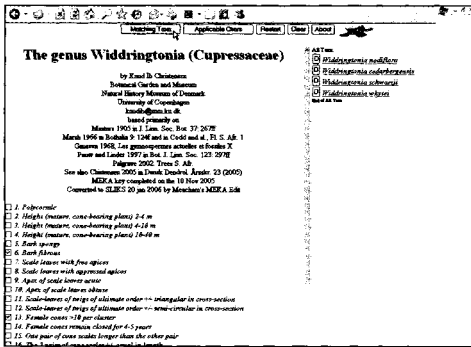 Matching Taxa Applicable Chars Restart Clear About
The genus Widdringtonia (Cupressaceae)
by Knud Ib Christensen
Botanical Garden and Museum
Natural History Museum of Denmark
University of Copenhagen
based primarily on
Masters 1905 in J. Linn. Soc. Bot. 37: 267ff
Marsh 1966 in Bothalia 9: 124f and in Codd and al., Fl. S. Afr. 1
Gaussen 1968, Les gymnospermes actuelles et fossiles X
Pauw and Linder 1997 in Bot. J. Linn. Soc. 123: 297ff
Palgrave 2002. Trees S. Afr.
See also Christensen 2005 in Dansk Dendrol. Årsskr. 23 (2005)
MEKA key completed on the 10 Nov 2005
Converted to SLIKS 20 jan 2006 by Meacham's MEKA Edit
1. Polycormic
2. Height (mature, cone-bearing plants) 2-4 m
3. Height (mature, cone-bearing plants) 4-16 m
4. Height (mature, cone-bearing plants) 16-40 m
5. Bark spongy
6. Bark fibrous
7. Scale leaves with free apices
8. Scale leaves with appressed apices
9. Apex of scale leaves acute
10. Apex of scale leaves obtuse
11. Scale-leaves of twigs of ultimate order +/- triangular in cross-section
12. Scale-leaves of twigs of ultimate order +/- semi-circular in cross-section
13. Female cones >10 per cluster
14. Female cones remain closed for 4-5 years
15. One pair of cone scales longer than the other pair
All Taxa
D Widdringtonia nodiflora
D Widdringtonia cedarbergensis
D Widdringtonia schwarzii
D Widdringtonia whytei
End of All Taxa